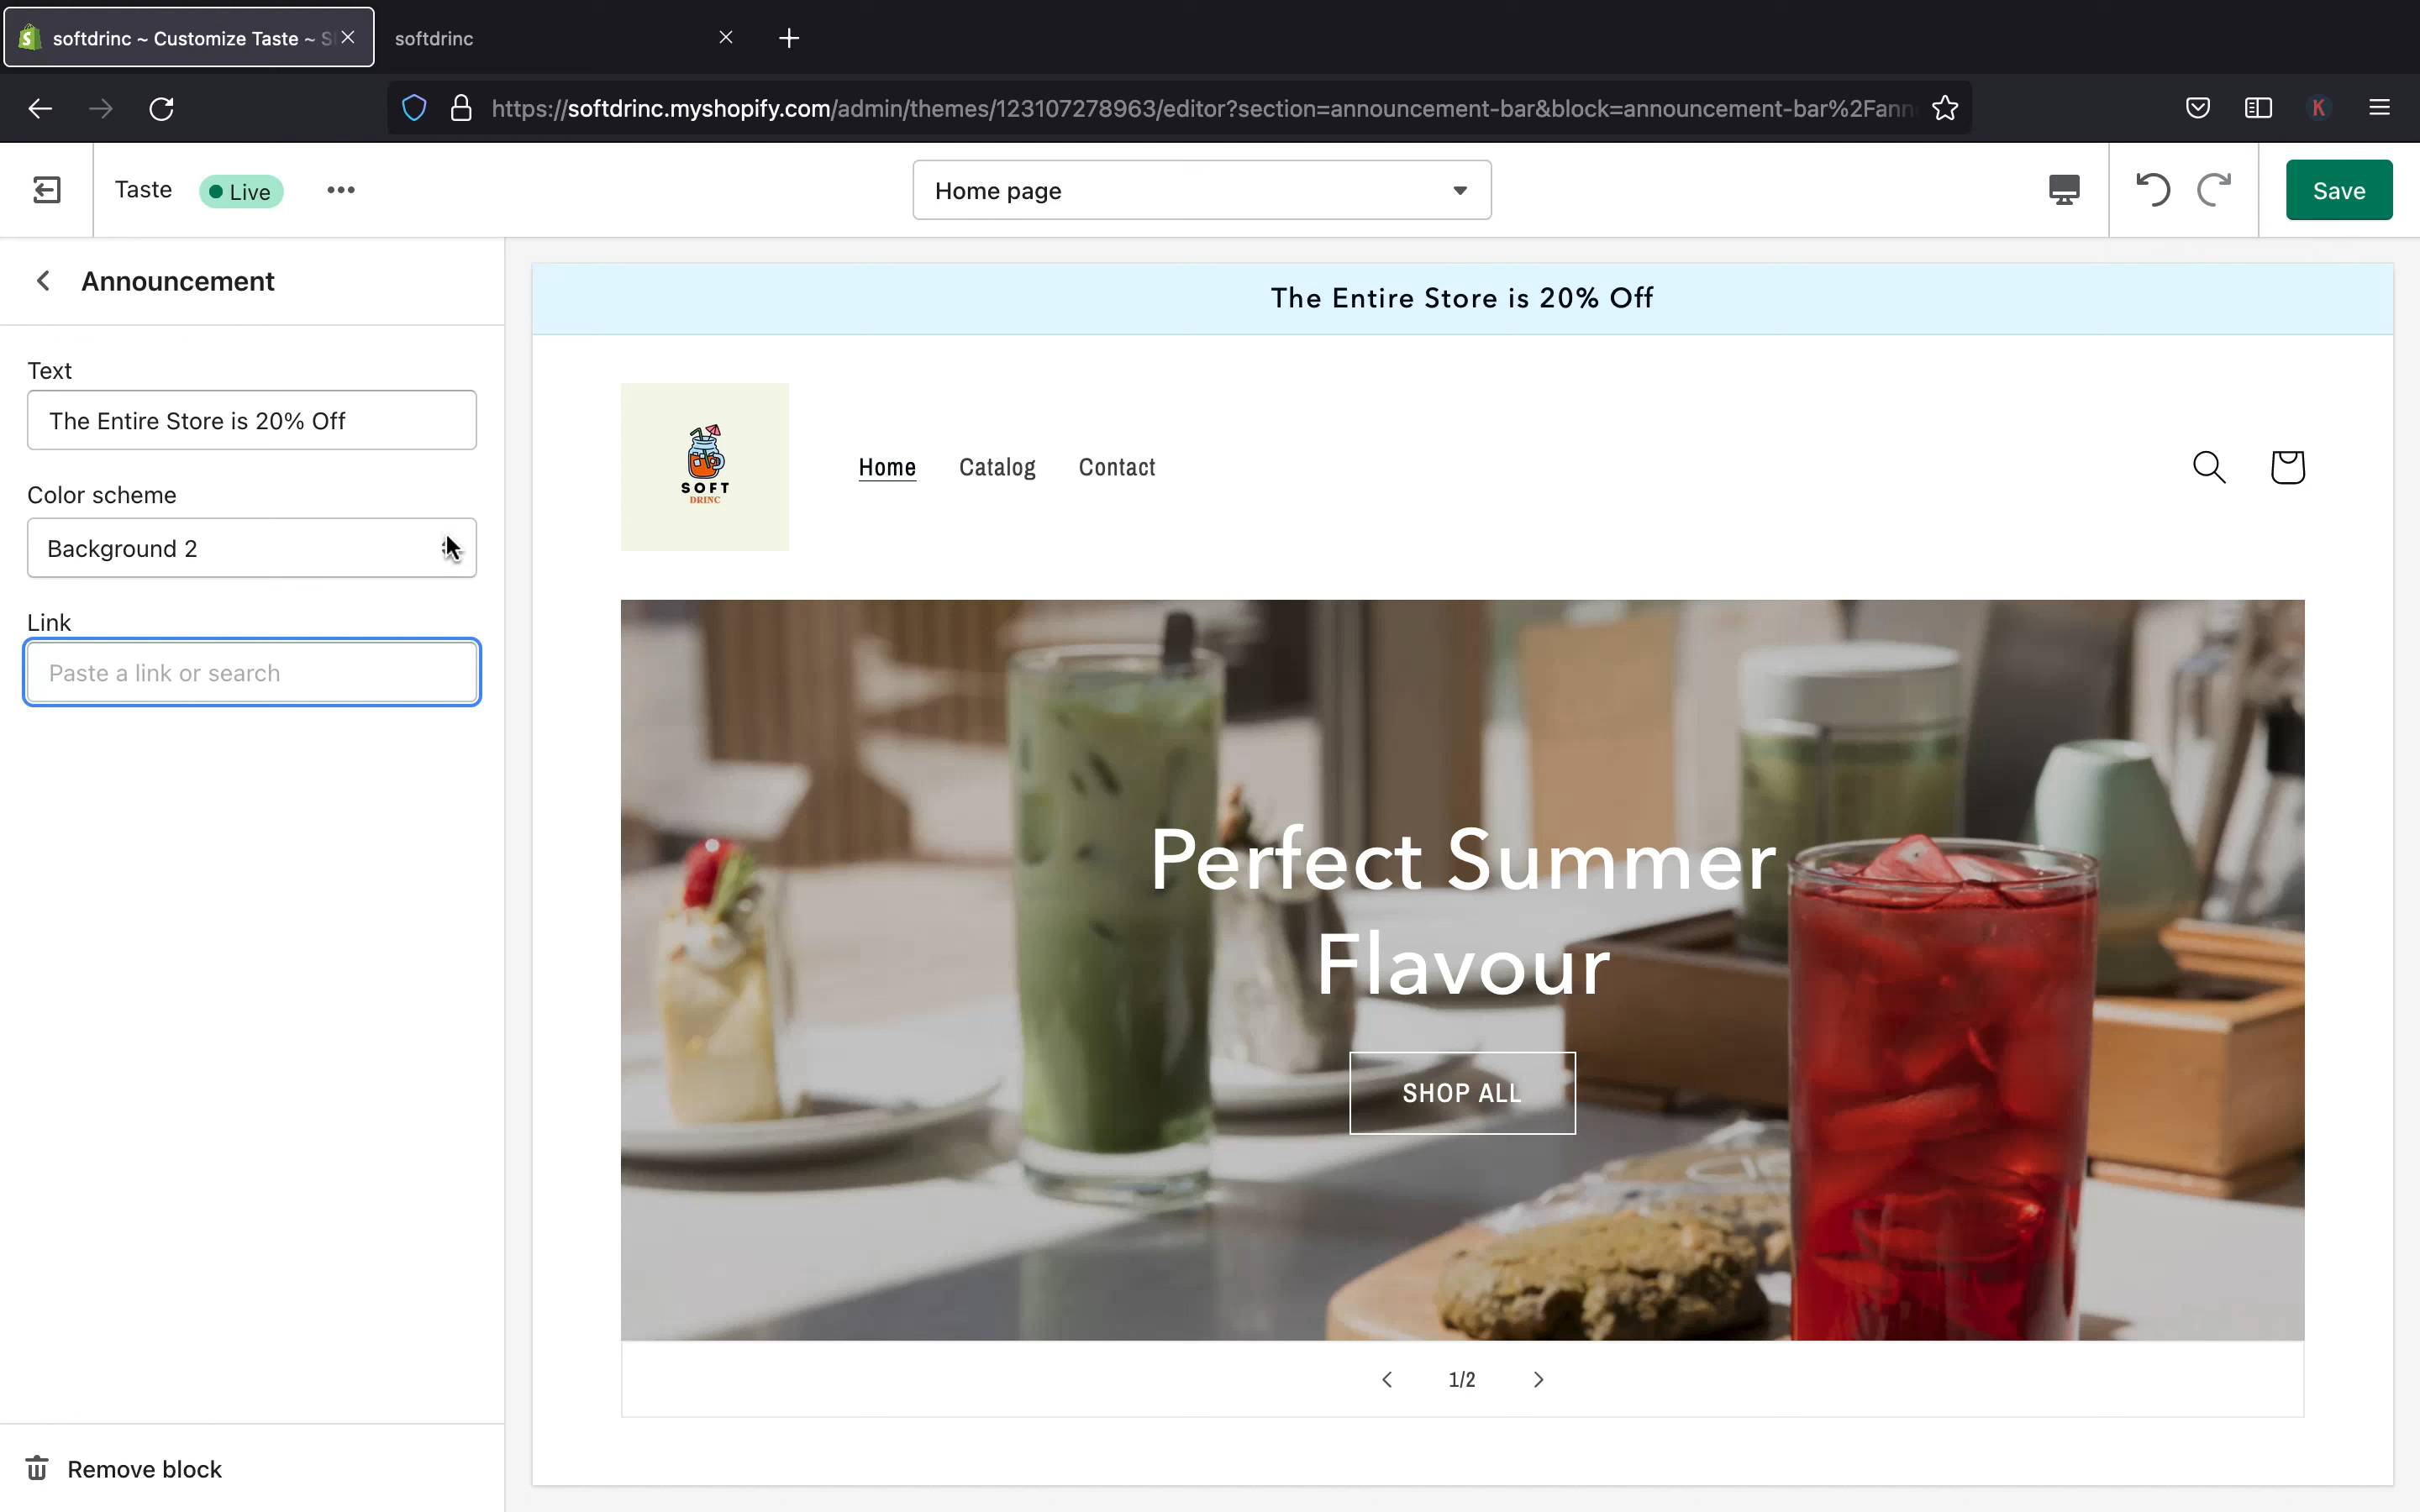 softdrinc ~ Customize Taste ~ S
softdrinc
https://softdrinc.myshopify.com/admin/themes/123107278963/editor?section=announcement-bar&block=announcement-bar%2Fann
K
Taste
Live
Home page
Save
Announcement
Text
The Entire Store is 20% Off
Color scheme
Background 2
Link
Paste a link or search
Remove block
The Entire Store is 20% Off
SOFT
DRINC
Home
Catalog
Contact
Perfect Summer
Flavour
SHOP ALL
1/2